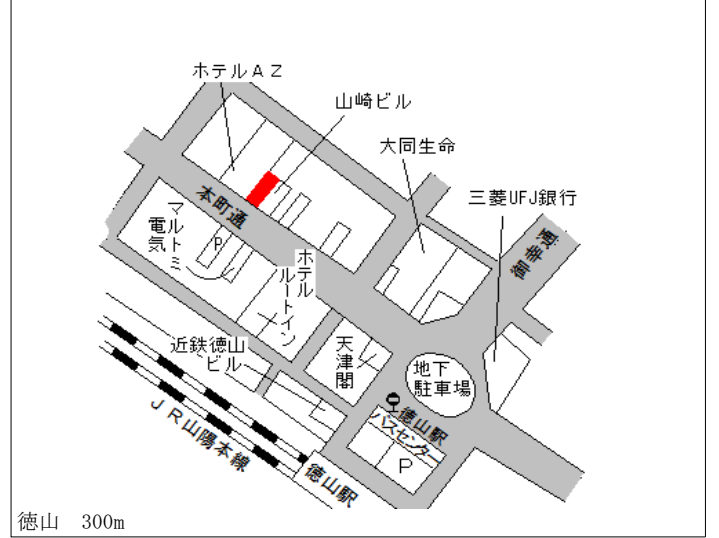 ホテルＡＺ
山崎ビル
大同生命
三菱UFJ銀行
御幸通
本町通
マルトミ
電気
P
ホテル
ルートイン
近鉄徳山
ビル
天津閣
地下
駐車場
徳山駅
バスセンター
P
ＪＲ山陽本線
徳山駅
徳山　300m